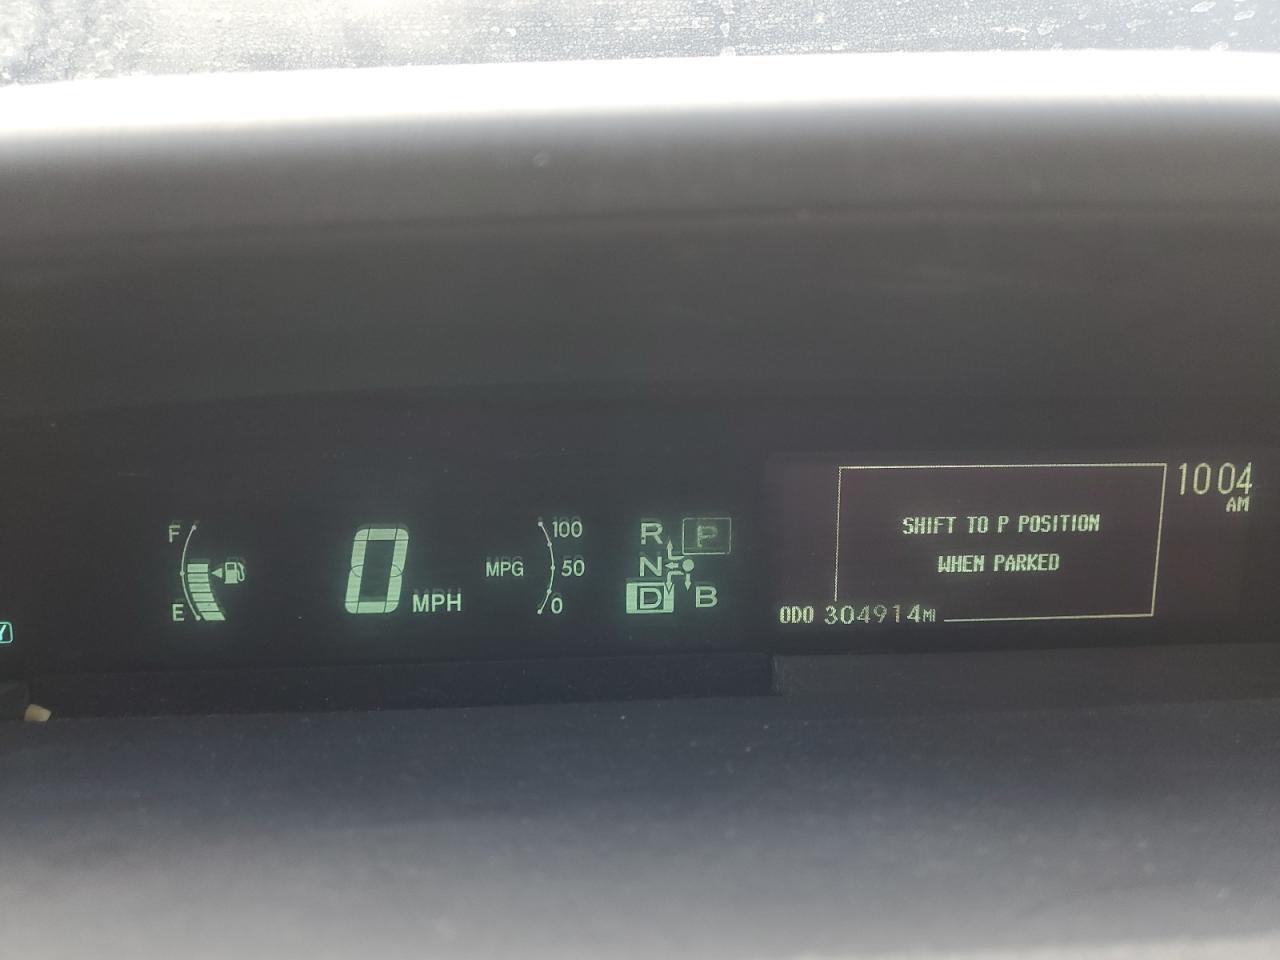 F
E
0 MPH
MPG
100
50
0
R P
N
D B
SHIFT TO P POSITION
WHEN PARKED
ODO 304914MI
10 04
AM